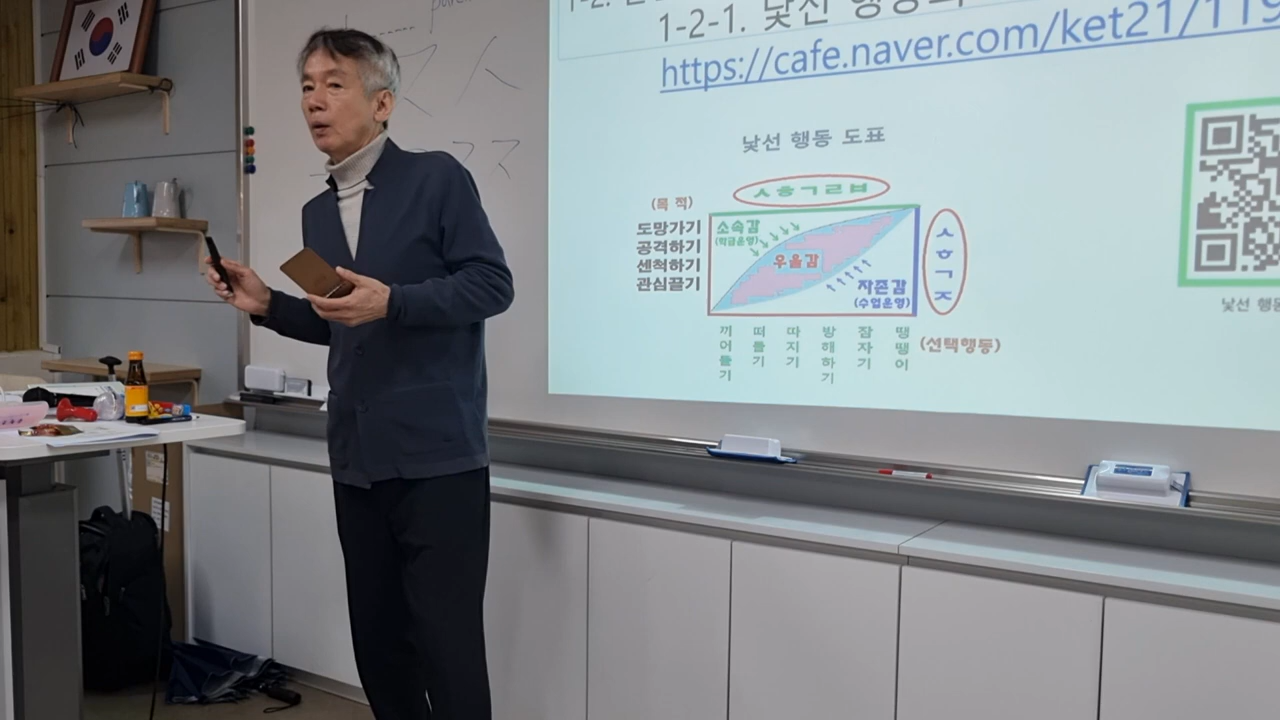 1-2-1. 낯선 행동의
https://cafe.naver.com/ket21/119
낯선 행동 도표
ㅅㅎㄱㄹㅂ
(목 적)
도망가기
공격하기
센척하기
관심끌기
소속감
(학급운영)
우울감
자존감
(수업운영)
ㅅㅎㄱㅈ
끼어들기
떠들기
따지기
방해하기
잠자기
땡땡이
(선택행동)
낯선 행동